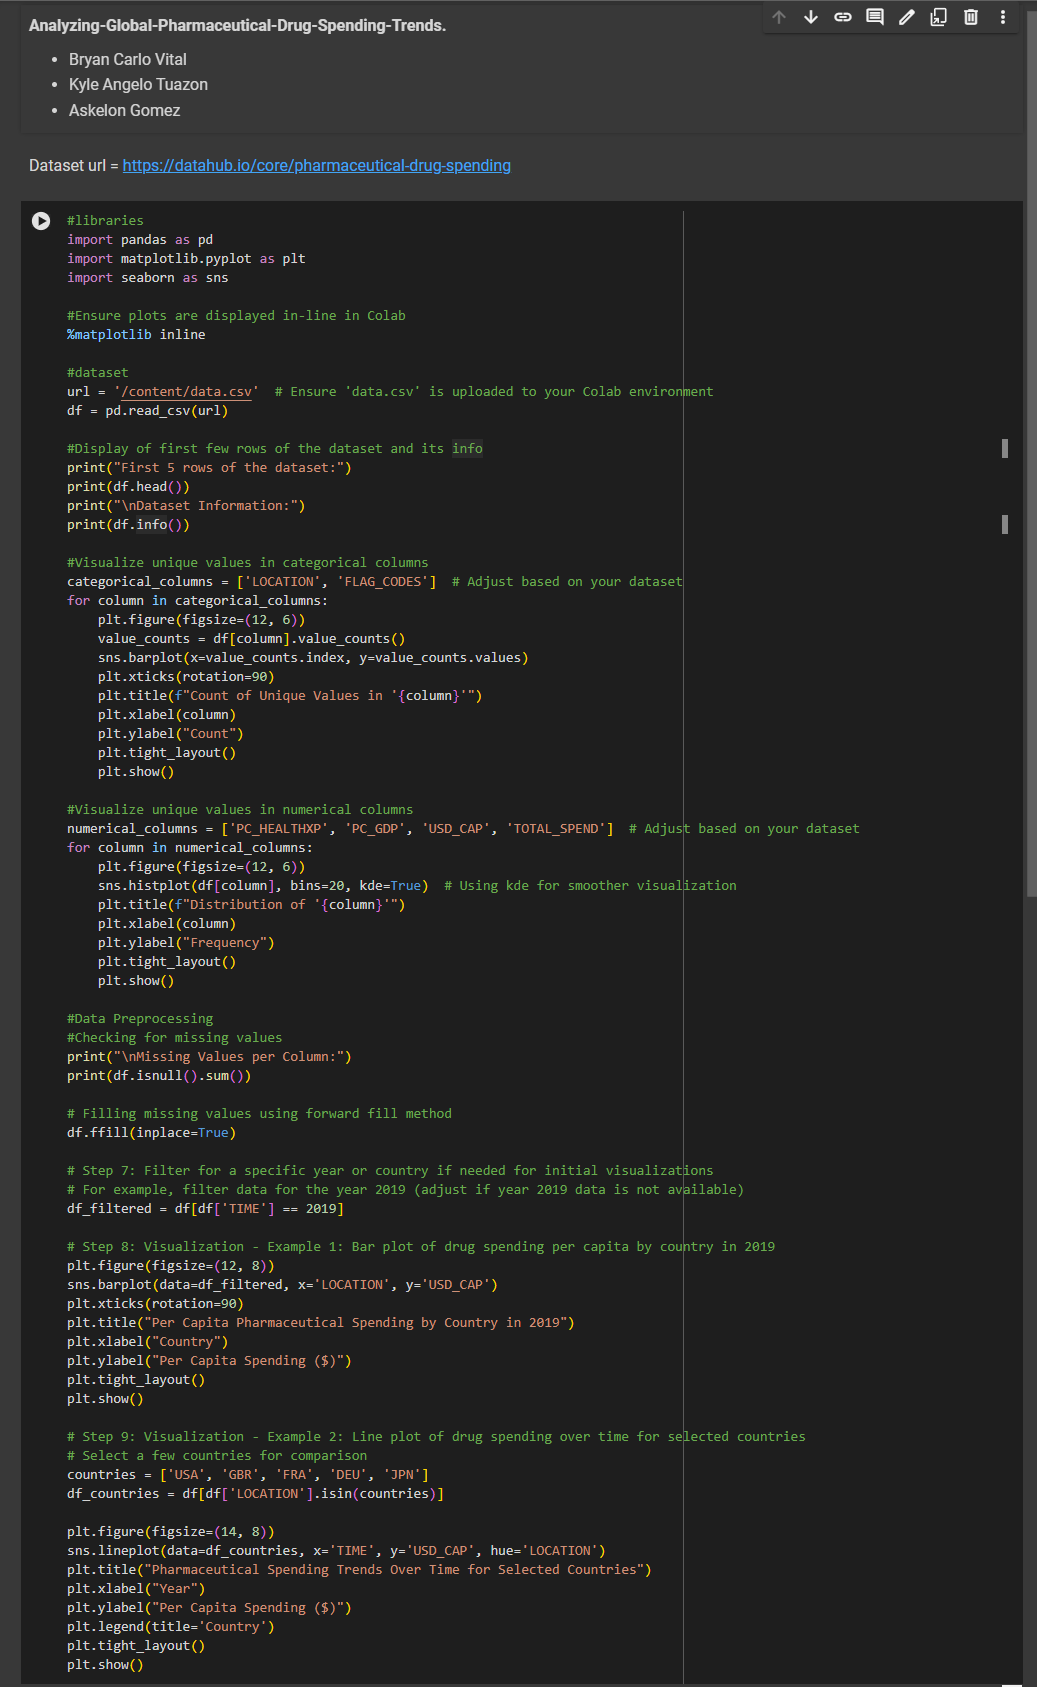 Analyzing-Global-Pharmaceutical-Drug-Spending-Trends.
• Bryan Carlo Vital
• Kyle Angelo Tuazon
• Askelon Gomez
Dataset url = https://datahub.io/core/pharmaceutical-drug-spending
#libraries
import pandas as pd
import matplotlib.pyplot as plt
import seaborn as sns

#Ensure plots are displayed in-line in Colab
%matplotlib inline

#dataset
url = '/content/data.csv'  # Ensure 'data.csv' is uploaded to your Colab environment
df = pd.read_csv(url)

#Display of first few rows of the dataset and its info
print("First 5 rows of the dataset:")
print(df.head())
print("\nDataset Information:")
print(df.info())

#Visualize unique values in categorical columns
categorical_columns = ['LOCATION', 'FLAG_CODES']  # Adjust based on your dataset
for column in categorical_columns:
    plt.figure(figsize=(12, 6))
    value_counts = df[column].value_counts()
    sns.barplot(x=value_counts.index, y=value_counts.values)
    plt.xticks(rotation=90)
    plt.title(f"Count of Unique Values in '{column}'")
    plt.xlabel(column)
    plt.ylabel("Count")
    plt.tight_layout()
    plt.show()

#Visualize unique values in numerical columns
numerical_columns = ['PC_HEALTHXP', 'PC_GDP', 'USD_CAP', 'TOTAL_SPEND']  # Adjust based on your dataset
for column in numerical_columns:
    plt.figure(figsize=(12, 6))
    sns.histplot(df[column], bins=20, kde=True)  # Using kde for smoother visualization
    plt.title(f"Distribution of '{column}'")
    plt.xlabel(column)
    plt.ylabel("Frequency")
    plt.tight_layout()
    plt.show()

#Data Preprocessing
#Checking for missing values
print("\nMissing Values per Column:")
print(df.isnull().sum())

# Filling missing values using forward fill method
df.ffill(inplace=True)

# Step 7: Filter for a specific year or country if needed for initial visualizations
# For example, filter data for the year 2019 (adjust if year 2019 data is not available)
df_filtered = df[df['TIME'] == 2019]

# Step 8: Visualization - Example 1: Bar plot of drug spending per capita by country in 2019
plt.figure(figsize=(12, 8))
sns.barplot(data=df_filtered, x='LOCATION', y='USD_CAP')
plt.xticks(rotation=90)
plt.title("Per Capita Pharmaceutical Spending by Country in 2019")
plt.xlabel("Country")
plt.ylabel("Per Capita Spending ($)")
plt.tight_layout()
plt.show()

# Step 9: Visualization - Example 2: Line plot of drug spending over time for selected countries
# Select a few countries for comparison
countries = ['USA', 'GBR', 'FRA', 'DEU', 'JPN']
df_countries = df[df['LOCATION'].isin(countries)]

plt.figure(figsize=(14, 8))
sns.lineplot(data=df_countries, x='TIME', y='USD_CAP', hue='LOCATION')
plt.title("Pharmaceutical Spending Trends Over Time for Selected Countries")
plt.xlabel("Year")
plt.ylabel("Per Capita Spending ($)")
plt.legend(title='Country')
plt.tight_layout()
plt.show()